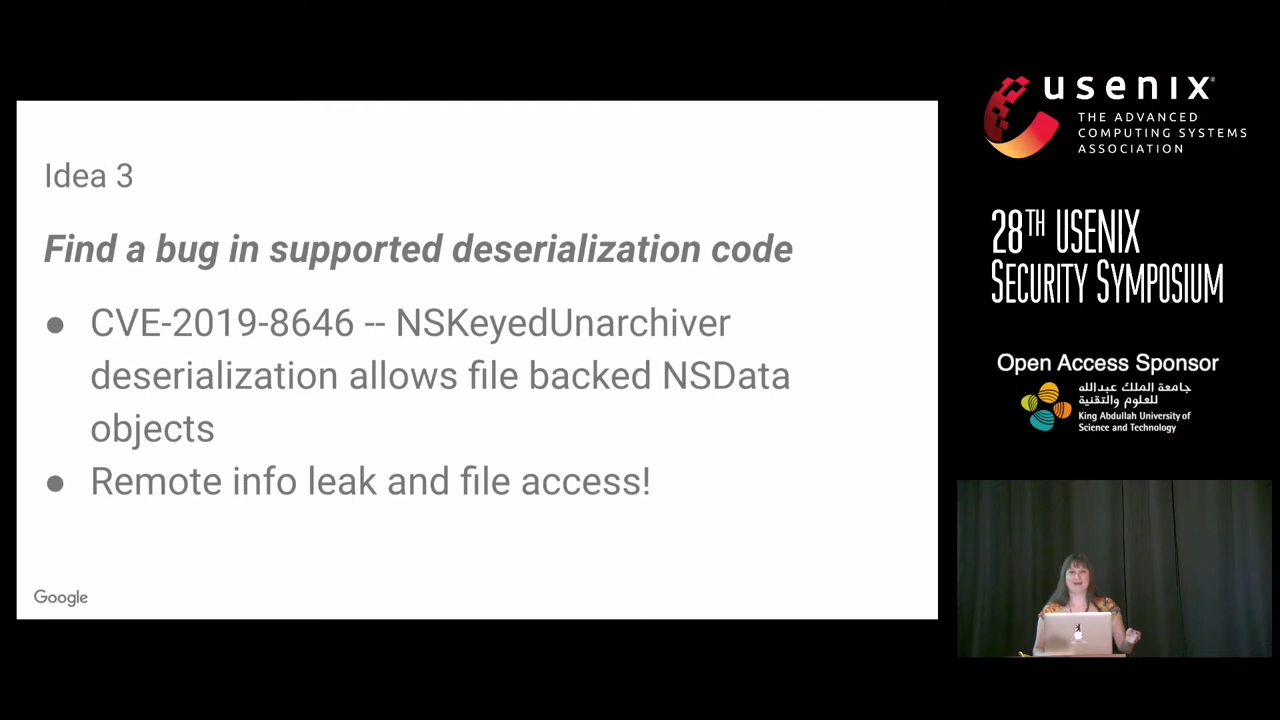 Idea 3
Find a bug in supported deserialization code
● CVE-2019-8646 -- NSKeyedUnarchiver
deserialization allows file backed NSData
objects
● Remote info leak and file access!
Google
usenix
THE ADVANCED
COMPUTING SYSTEMS
ASSOCIATION
28TH USENIX
SECURITY SYMPOSIUM
Open Access Sponsor
جامعة الملك عبدالله
للعلوم والتقنية
King Abdullah University of
Science and Technology